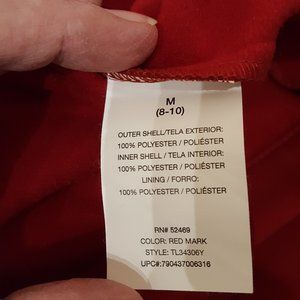 M
(8-10)
OUTER SHELL/TELA EXTERIOR:
100% POLYESTER / POLIÉSTER
INNER SHELL / TELA INTERIOR:
100% POLYESTER / POLIÉSTER
LINING / FORRO:
100% POLYESTER / POLIÉSTER
RN# 52469
COLOR: RED MARK
STYLE: TL34306Y
UPC#:790437006316